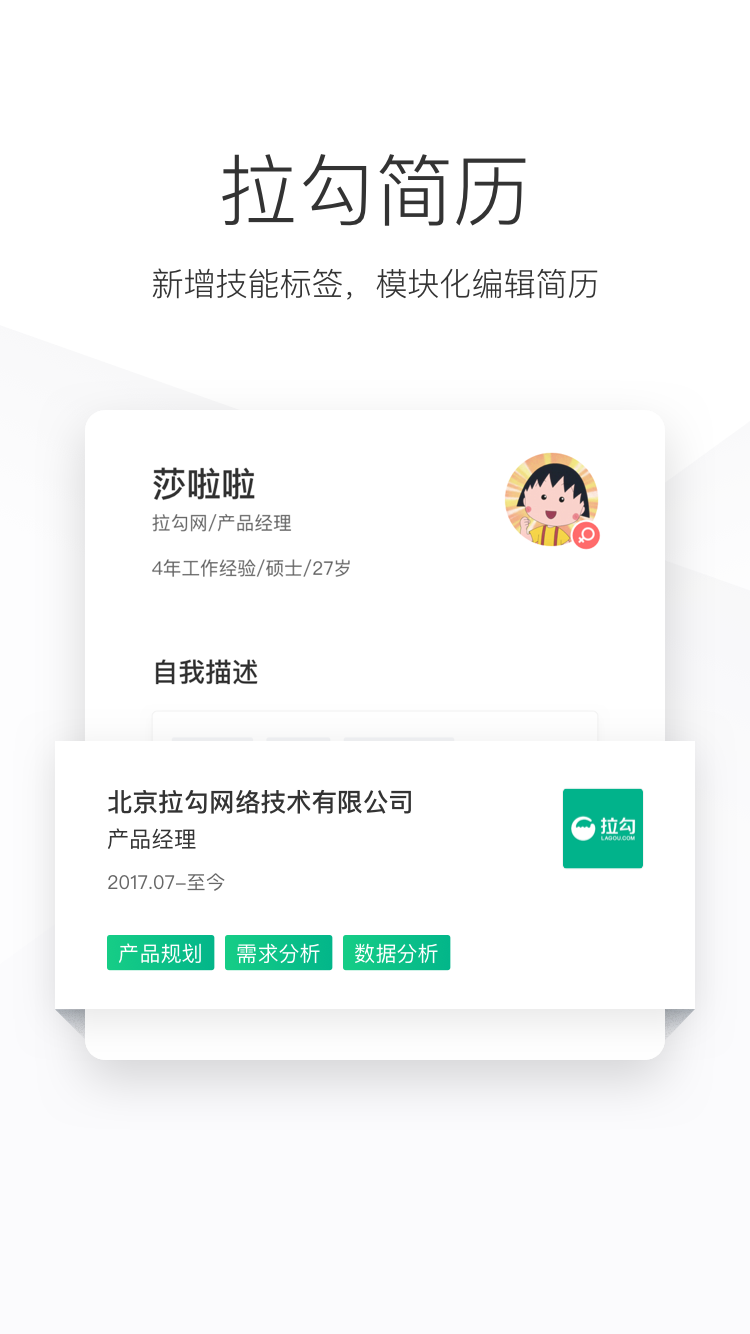 拉勾简历
新增技能标签，模块化编辑简历
莎啦啦
拉勾网/产品经理
4年工作经验/硕士/27岁
自我描述
北京拉勾网络技术有限公司
产品经理
2017.07-至今
拉勾
LAGOU.COM
产品规划 需求分析 数据分析